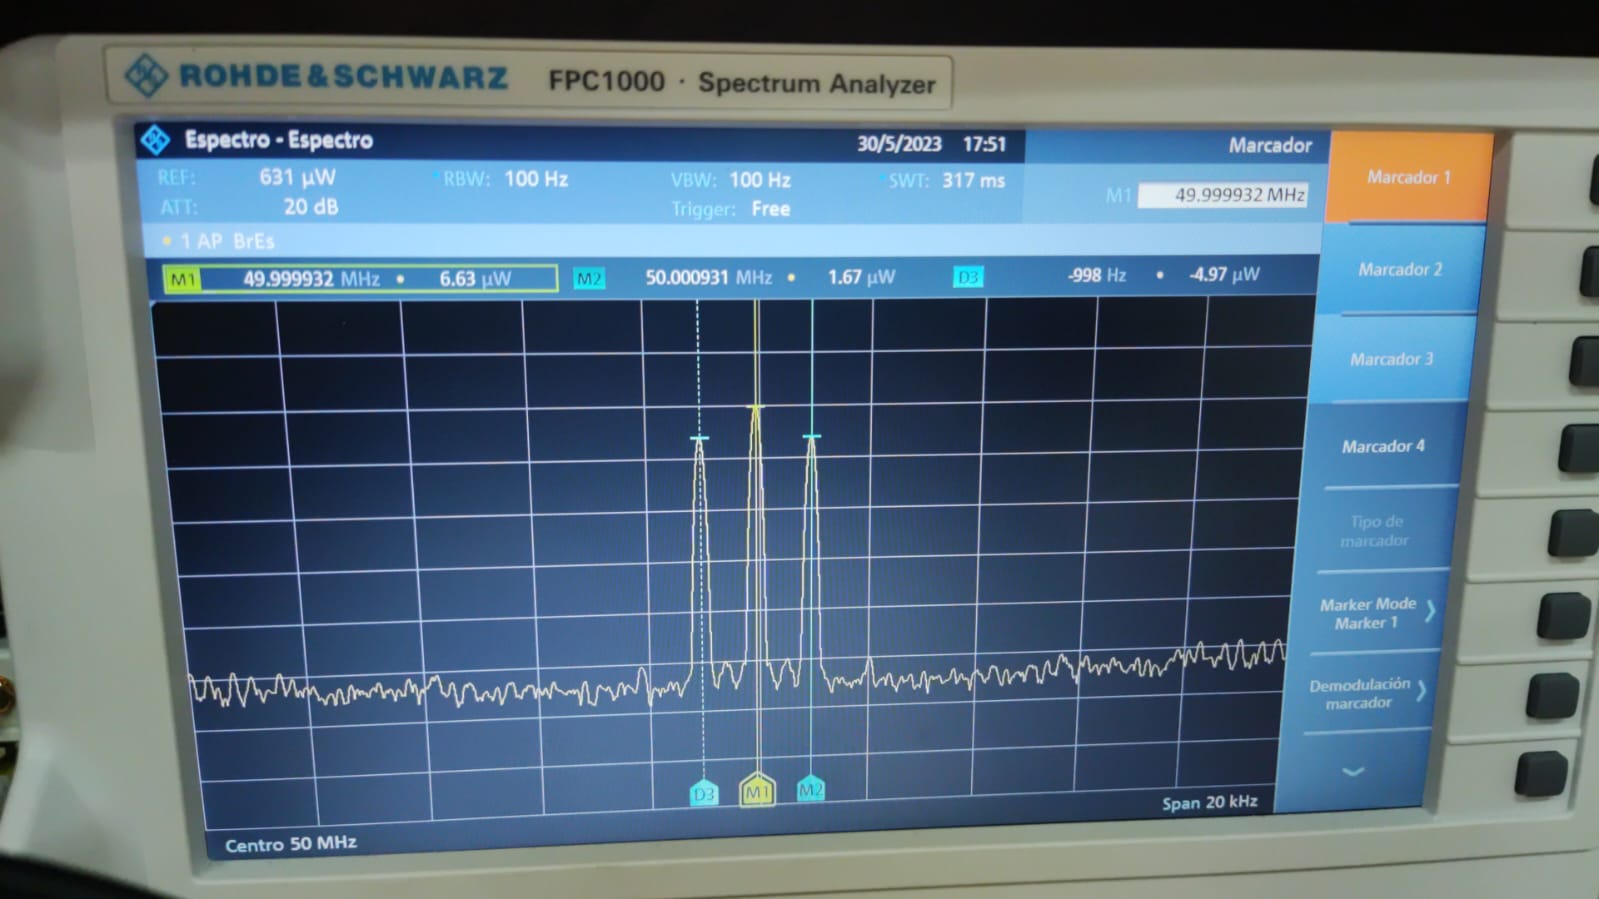 ROHDE&SCHWARZ FPC1000 · Spectrum Analyzer
Espectro - Espectro 30/5/2023 17:51 Marcador
REF: 631 µW RBW: 100 Hz VBW: 100 Hz SWT: 317 ms
M1 49.999932 MHz
ATT: 20 dB Trigger: Free
1 AP BrEs
M1 49.999932 MHz • 6.63 µW M2 50.000931 MHz • 1.67 µW D3 -998 Hz • -4.97 µW
Marcador 1
Marcador 2
Marcador 3
Marcador 4
Tipo de
marcador
Marker Mode
Marker 1
Demodulación
marcador
D3 M1 M2
Centro 50 MHz Span 20 kHz